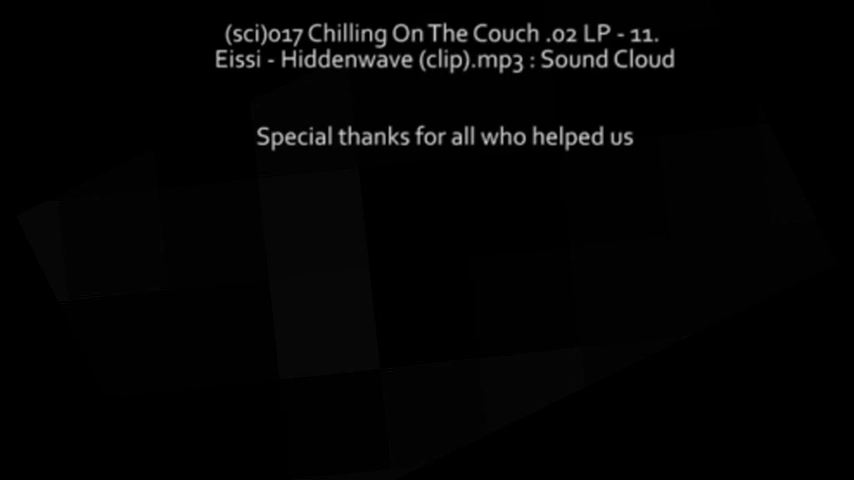 (sci)017 Chilling On The Couch .02 LP - 11.
Eissi - Hiddenwave (clip).mp3 : Sound Cloud
Special thanks for all who helped us